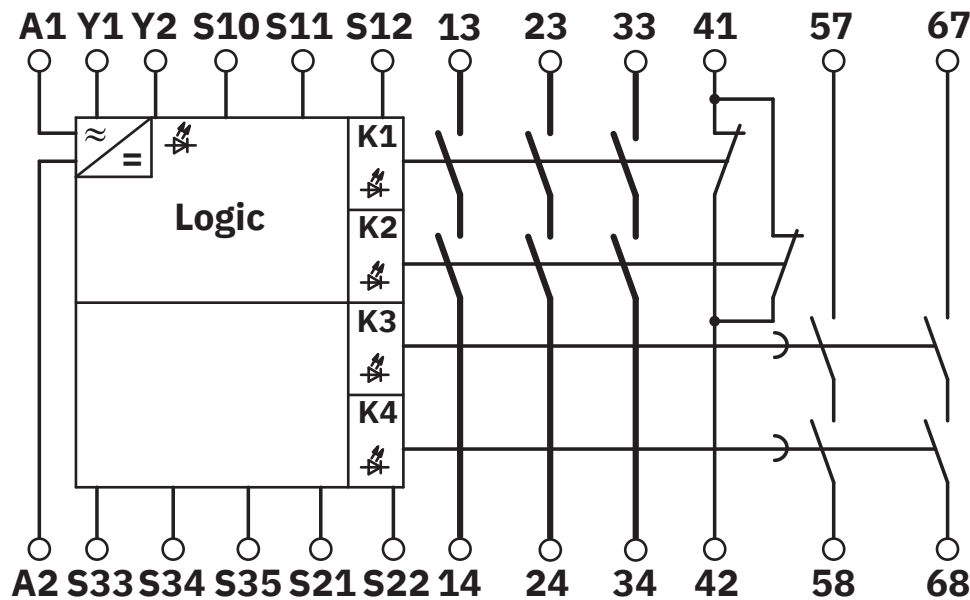 A1 Y1 Y2 S10 S11 S12 13 23 33 41 57 67
≈
=
K1
Logic
K2
K3
K4
A2 S33 S34 S35 S21 S22 14 24 34 42 58 68